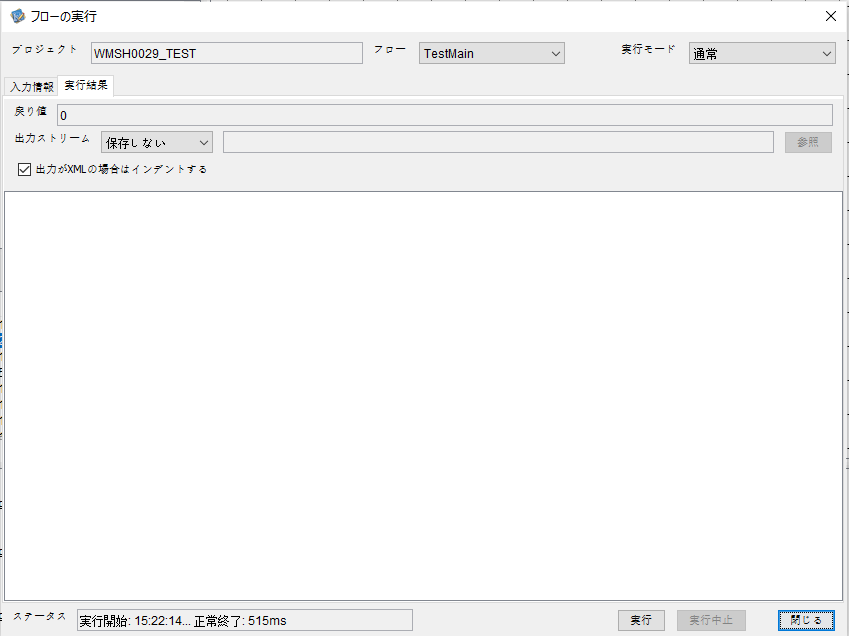 フローの実行
プロジェクト WMSH0029_TEST フロー TestMain 実行モード 通常
入力情報 実行結果
戻り値 0
出力ストリーム 保存しない 参照
出力がXMLの場合はインデントする
ステータス 実行開始: 15:22:14... 正常終了: 515ms 実行 実行中止 閉じる